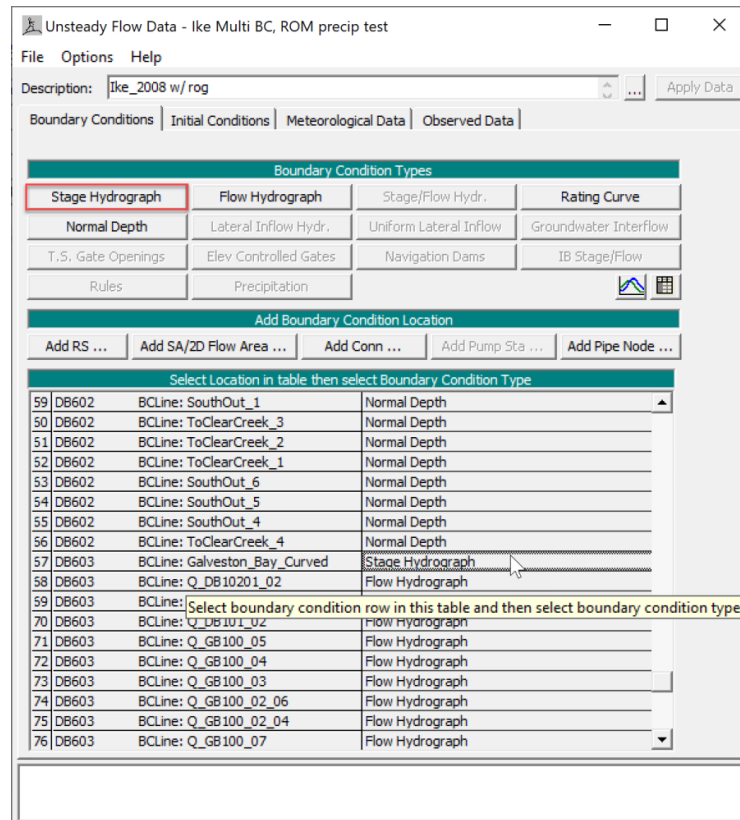 Unsteady Flow Data - Ike Multi BC, ROM precip test
File Options Help
Description: Ike_2008 w/ rog ... Apply Data
Boundary Conditions Initial Conditions Meteorological Data Observed Data
Boundary Condition Types
Stage Hydrograph Flow Hydrograph Stage/Flow Hydr. Rating Curve
Normal Depth Lateral Inflow Hydr. Uniform Lateral Inflow Groundwater Interflow
T.S. Gate Openings Elev Controlled Gates Navigation Dams IB Stage/Flow
Rules Precipitation
Add Boundary Condition Location
Add RS ... Add SA/2D Flow Area ... Add Conn ... Add Pump Sta ... Add Pipe Node ...
Select Location in table then select Boundary Condition Type
59 DB602 BCLine: SouthOut_1 Normal Depth
50 DB602 BCLine: ToClearCreek_3 Normal Depth
51 DB602 BCLine: ToClearCreek_2 Normal Depth
52 DB602 BCLine: ToClearCreek_1 Normal Depth
53 DB602 BCLine: SouthOut_6 Normal Depth
54 DB602 BCLine: SouthOut_5 Normal Depth
55 DB602 BCLine: SouthOut_4 Normal Depth
56 DB602 BCLine: ToClearCreek_4 Normal Depth
57 DB603 BCLine: Galveston_Bay_Curved Stage Hydrograph
58 DB603 BCLine: Q_DB10201_02 Flow Hydrograph
59 DB603 BCLine:
Select boundary condition row in this table and then select boundary condition type
70 DB603 BCLine: Q_DB101_02 Flow Hydrograph
71 DB603 BCLine: Q_GB100_05 Flow Hydrograph
72 DB603 BCLine: Q_GB100_04 Flow Hydrograph
73 DB603 BCLine: Q_GB100_03 Flow Hydrograph
74 DB603 BCLine: Q_GB100_02_06 Flow Hydrograph
75 DB603 BCLine: Q_GB100_02_04 Flow Hydrograph
76 DB603 BCLine: Q_GB100_07 Flow Hydrograph